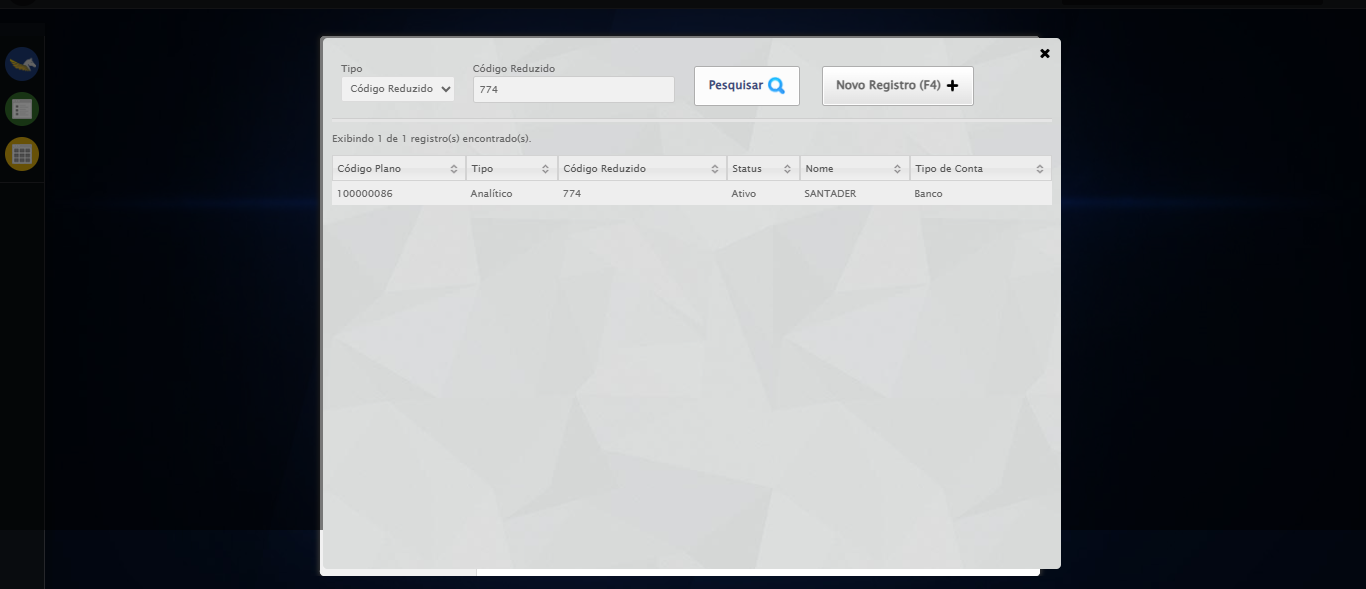 Tipo
Código Reduzido
Código Reduzido
774
Pesquisar
Novo Registro (F4)
Exibindo 1 de 1 registro(s) encontrado(s).
Código Plano Tipo Código Reduzido Status Nome Tipo de Conta
100000086 Analítico 774 Ativo SANTADER Banco